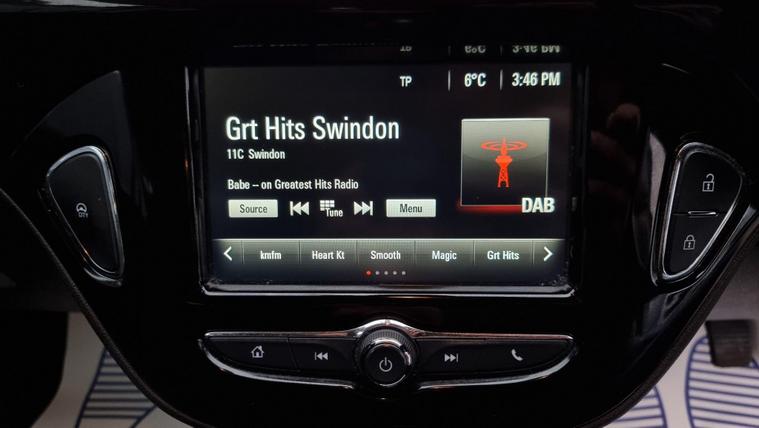 TP 6°C 3:46 PM
Grt Hits Swindon
11C Swindon
Babe – on Greatest Hits Radio
Source Tune Menu
DAB
kmfm Heart Kt Smooth Magic Grt Hits
CITY